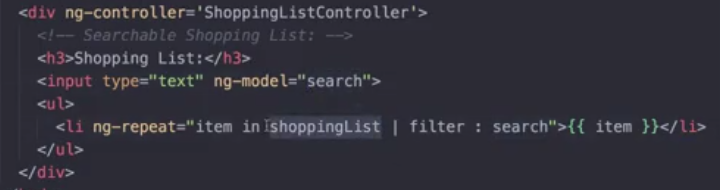 <div ng-controller='ShoppingListController'>
<!-- Searchable Shopping List: -->
<h3>Shopping List:</h3>
<input type="text" ng-model="search">
<ul>
<li ng-repeat="item in shoppingList | filter : search">{{ item }}</li>
</ul>
</div>